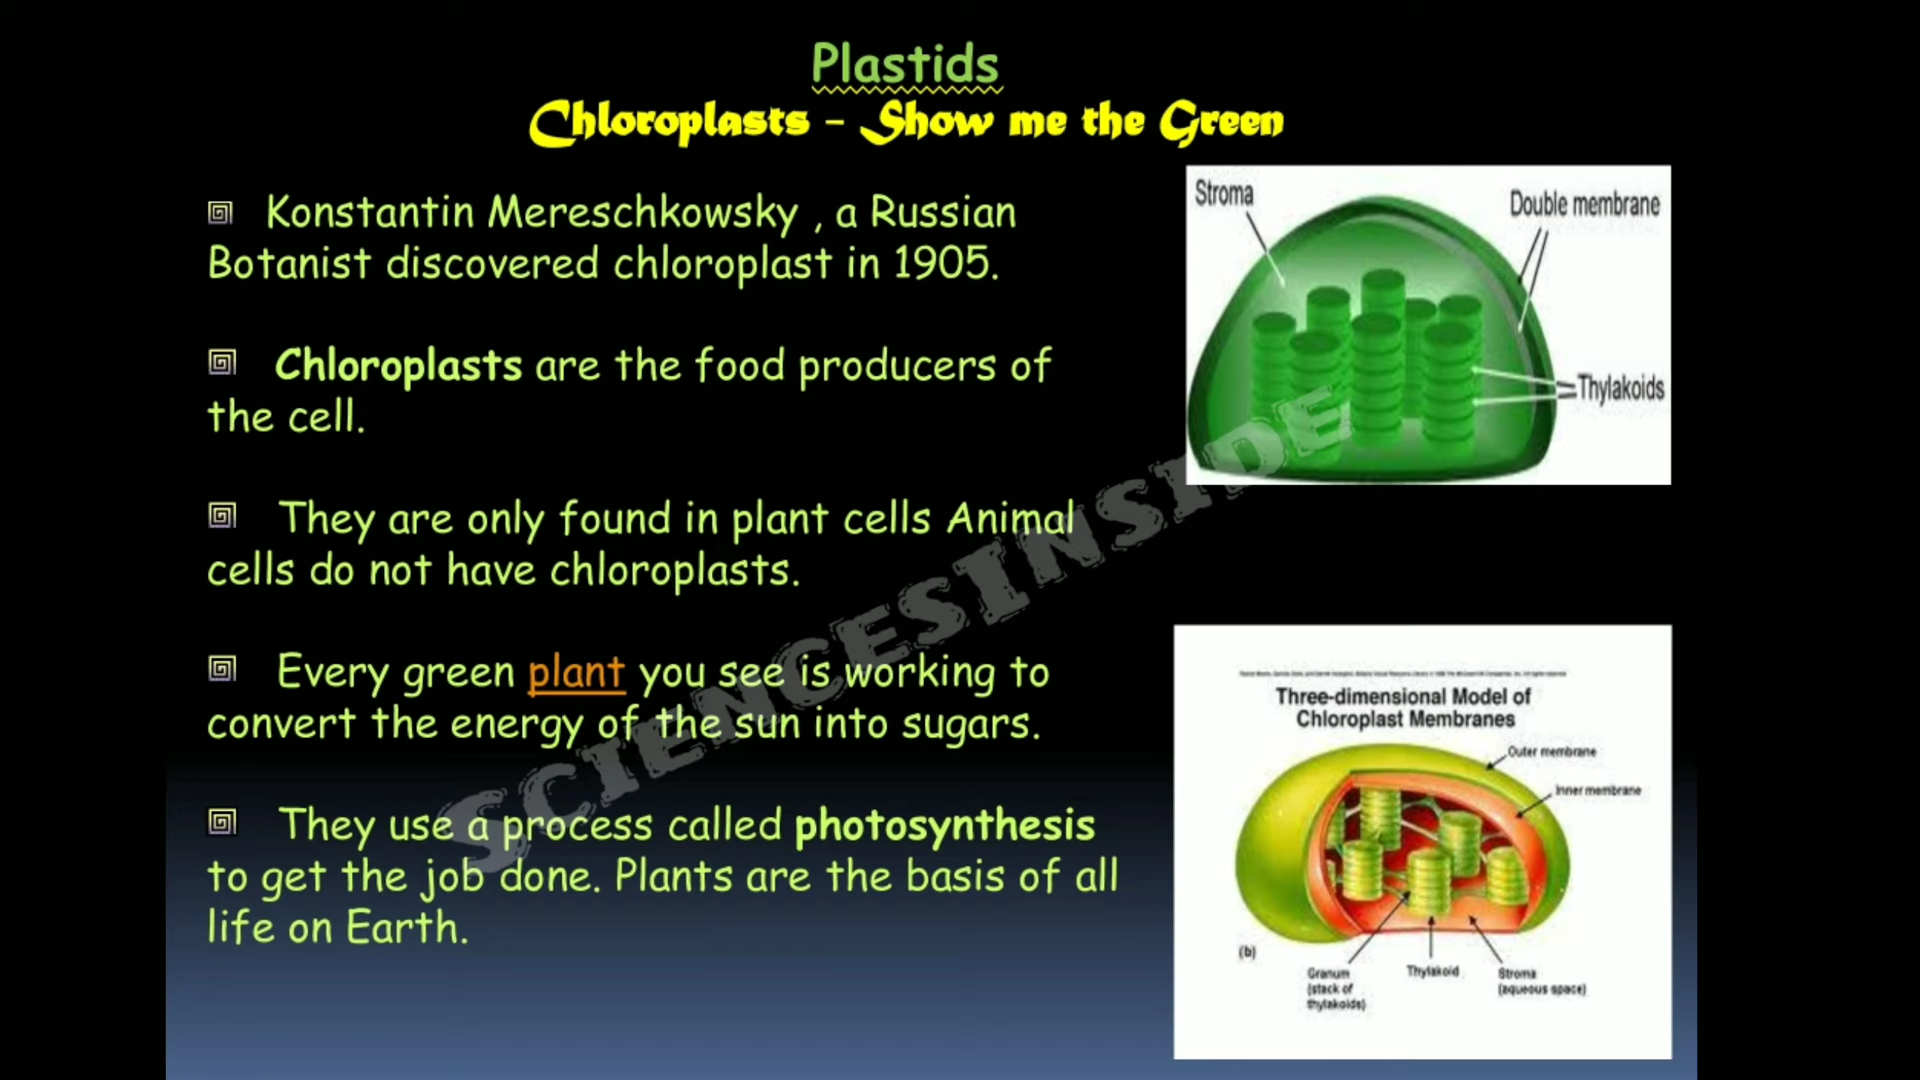 Plastids
Chloroplasts - Show me the Green
Konstantin Mereschkowsky , a Russian
Botanist discovered chloroplast in 1905.
Chloroplasts are the food producers of
the cell.
They are only found in plant cells Animal
cells do not have chloroplasts.
Every green plant you see is working to
convert the energy of the sun into sugars.
They use a process called photosynthesis
to get the job done. Plants are the basis of all
life on Earth.
Stroma
Double membrane
Thylakoids
Three-dimensional Model of
Chloroplast Membranes
Outer membrane
Inner membrane
(b)
Granum
(stack of
thylakoids)
Thylakoid
Stroma
(aqueous space)
SCIENCESINSIDE